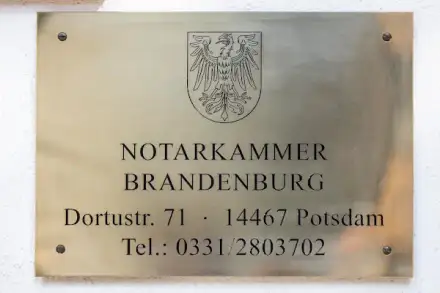 NOTARKAMMER
BRANDENBURG
Dortustr. 71 · 14467 Potsdam
Tel.: 0331/2803702